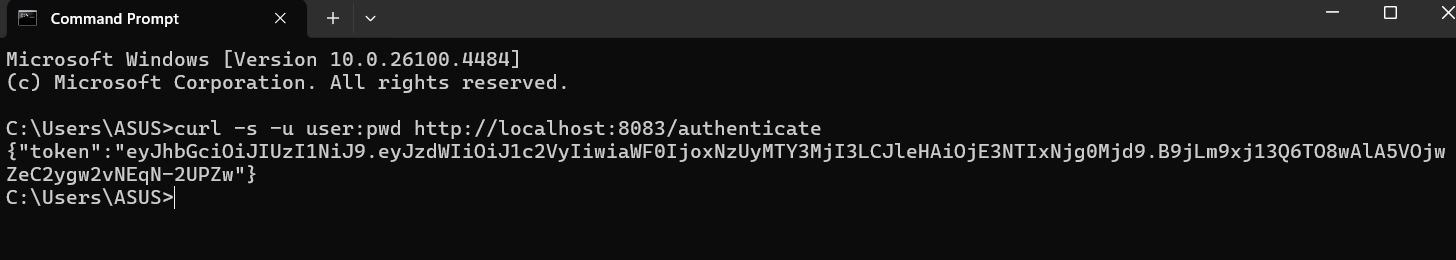 Command Prompt
Microsoft Windows [Version 10.0.26100.4484]
(c) Microsoft Corporation. All rights reserved.
C:\Users\ASUS>curl -s -u user:pwd http://localhost:8083/authenticate
{"token":"eyJhbGciOiJIUzI1NiJ9.eyJzdWIiOiJ1c2VyIiwiaWF0IjoxNzUyMTY3MjI3LCJleHAiOjE3NTIxNjg0Mjd9.B9jLm9xj13Q6TO8wAlA5VOjw
ZeC2ygw2vNEqN-2UPZw"}
C:\Users\ASUS>